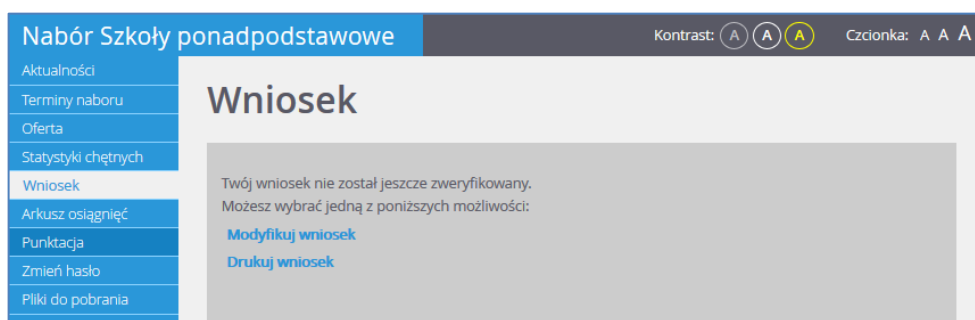 Nabór Szkoły ponadpodstawowe
Kontrast: A A A Czcionka: A A A
Aktualności
Terminy naboru
Oferta
Statystyki chętnych
Wniosek
Arkusz osiągnięć
Punktacja
Zmień hasło
Pliki do pobrania
Wniosek
Twój wniosek nie został jeszcze zweryfikowany.
Możesz wybrać jedną z poniższych możliwości:
Modyfikuj wniosek
Drukuj wniosek